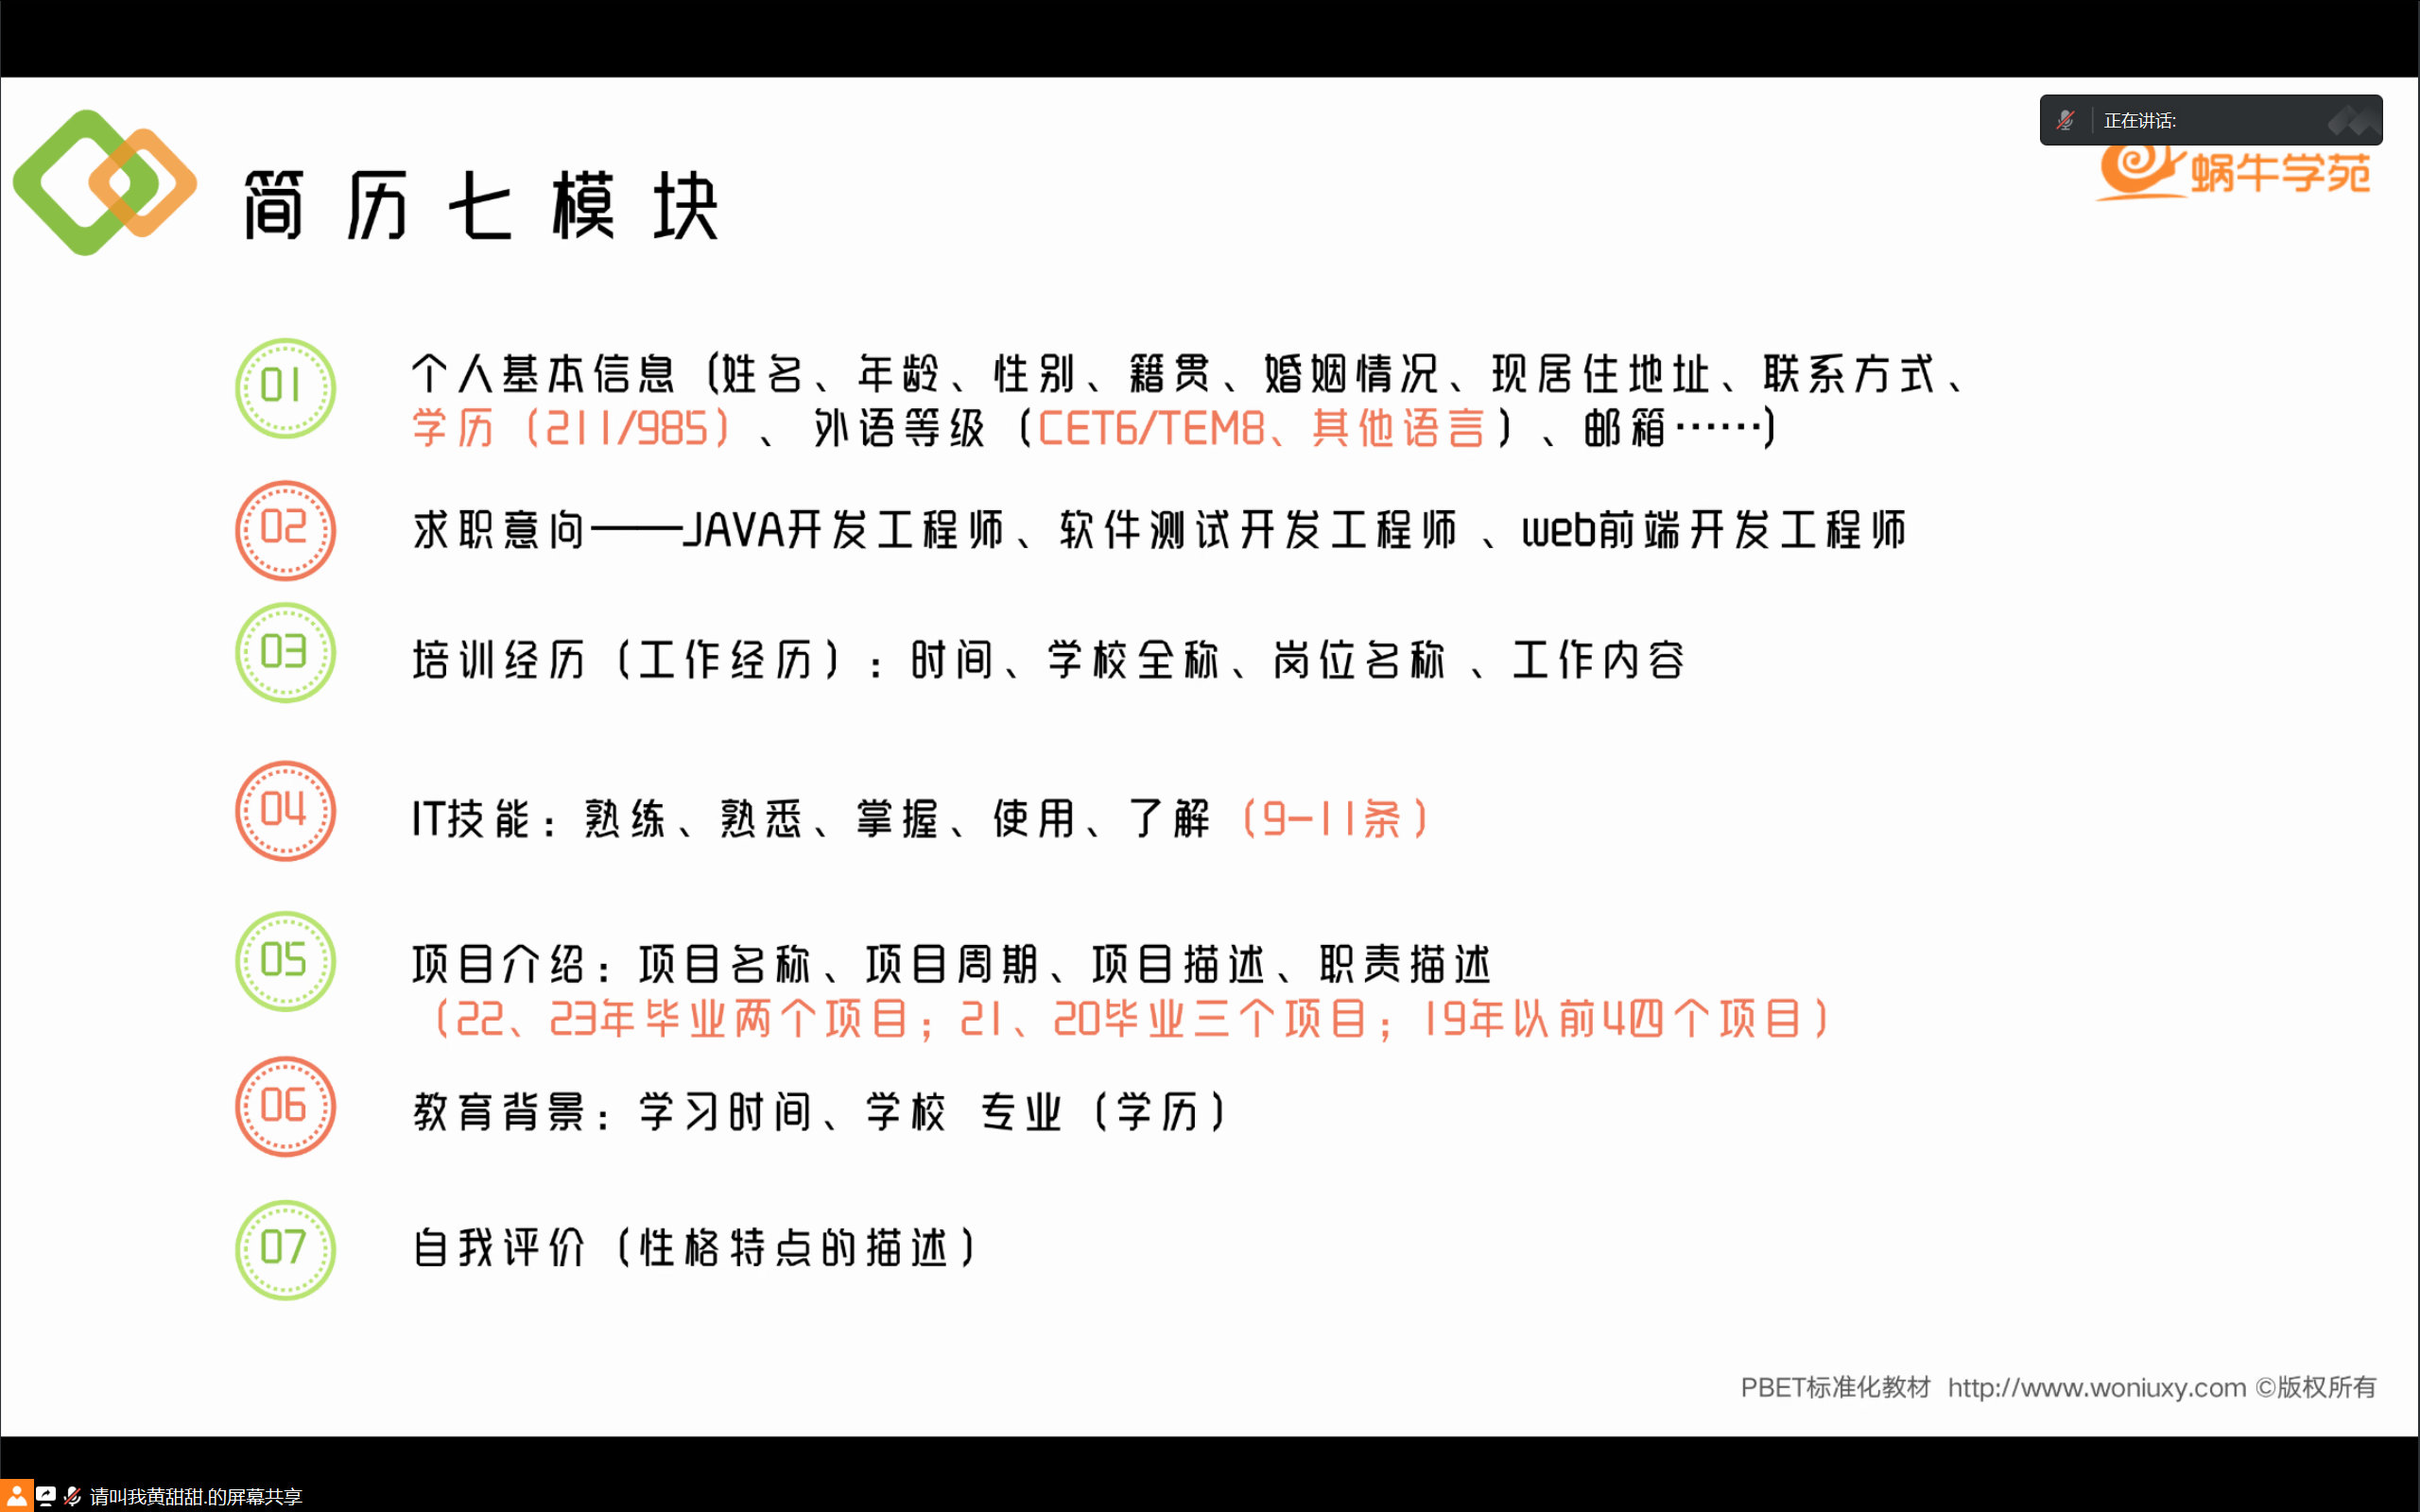 正在讲话:
蜗牛学苑
简历七模块
01
个人基本信息（姓名、年龄、性别、籍贯、婚姻情况、现居住地址、联系方式、
学历（211/985）、外语等级（CET6/TEM8、其他语言）、邮箱……）
02
求职意向——JAVA开发工程师、软件测试开发工程师、web前端开发工程师
03
培训经历（工作经历）：时间、学校全称、岗位名称、工作内容
04
IT技能：熟练、熟悉、掌握、使用、了解（9-11条）
05
项目介绍：项目名称、项目周期、项目描述、职责描述
（22、23年毕业两个项目；21、20毕业三个项目；19年以前4四个项目）
06
教育背景：学习时间、学校 专业（学历）
07
自我评价（性格特点的描述）
PBET标准化教材 http://www.woniuxy.com ©版权所有
请叫我黄甜甜.的屏幕共享